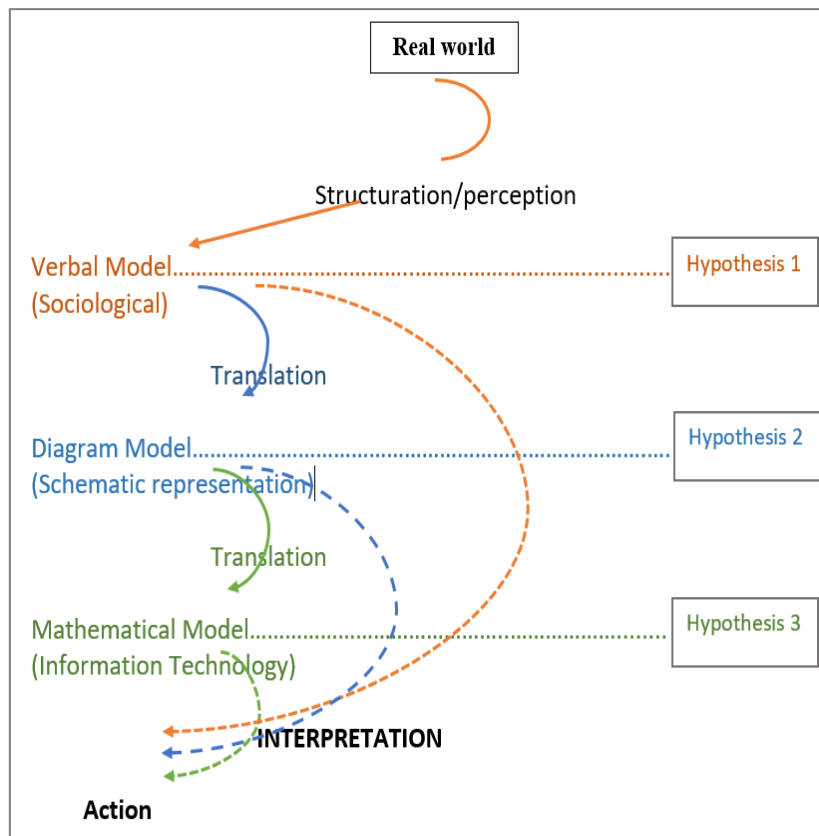 Real world
Structuration/perception
Verbal Model.......................................................................... Hypothesis 1
(Sociological)
Translation
Diagram Model...................................................................... Hypothesis 2
(Schematic representation)
Translation
Mathematical Model............................................................. Hypothesis 3
(Information Technology)
INTERPRETATION
Action